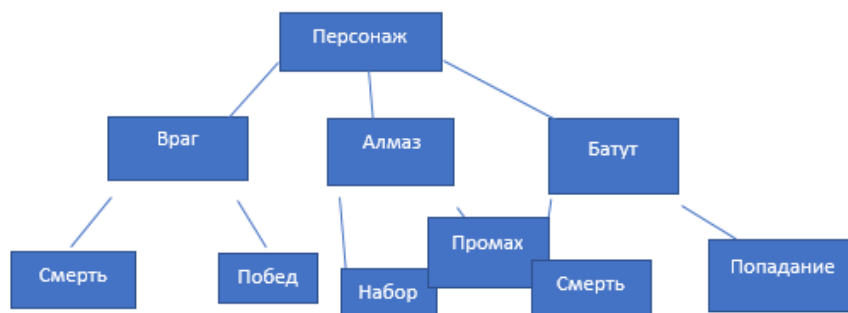 Персонаж
Враг
Алмаз
Батут
Смерть
Побед
Набор
Промах
Смерть
Попадание